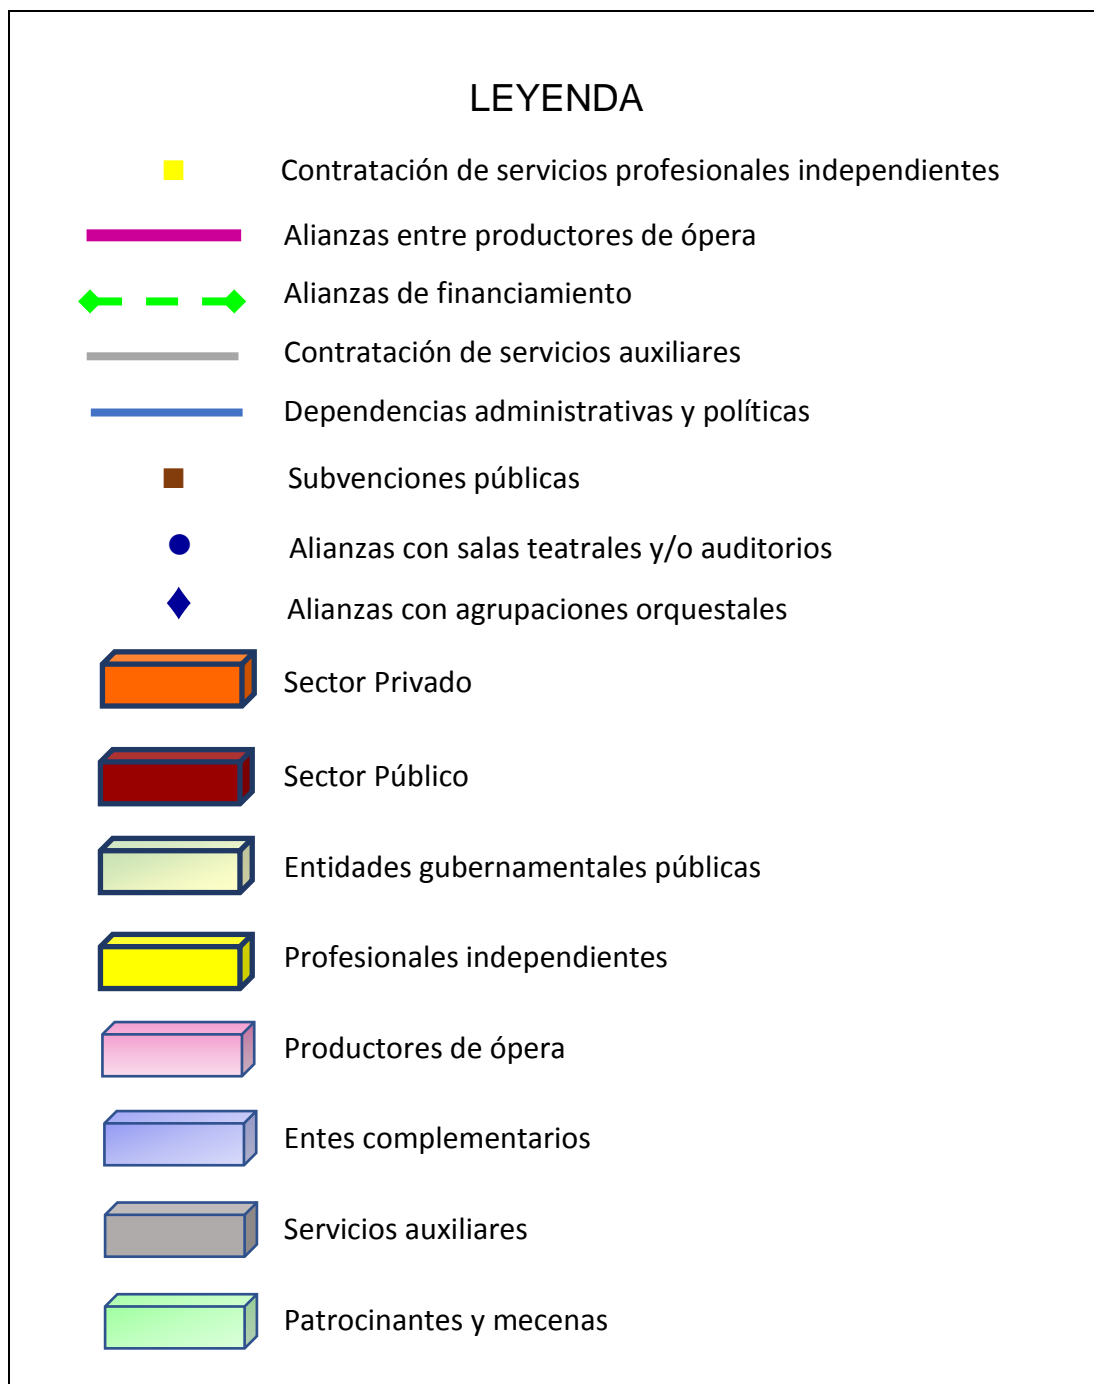 LEYENDA
Contratación de servicios profesionales independientes
Alianzas entre productores de ópera
Alianzas de financiamiento
Contratación de servicios auxiliares
Dependencias administrativas y políticas
Subvenciones públicas
Alianzas con salas teatrales y/o auditorios
Alianzas con agrupaciones orquestales
Sector Privado
Sector Público
Entidades gubernamentales públicas
Profesionales independientes
Productores de ópera
Entes complementarios
Servicios auxiliares
Patrocinantes y mecenas